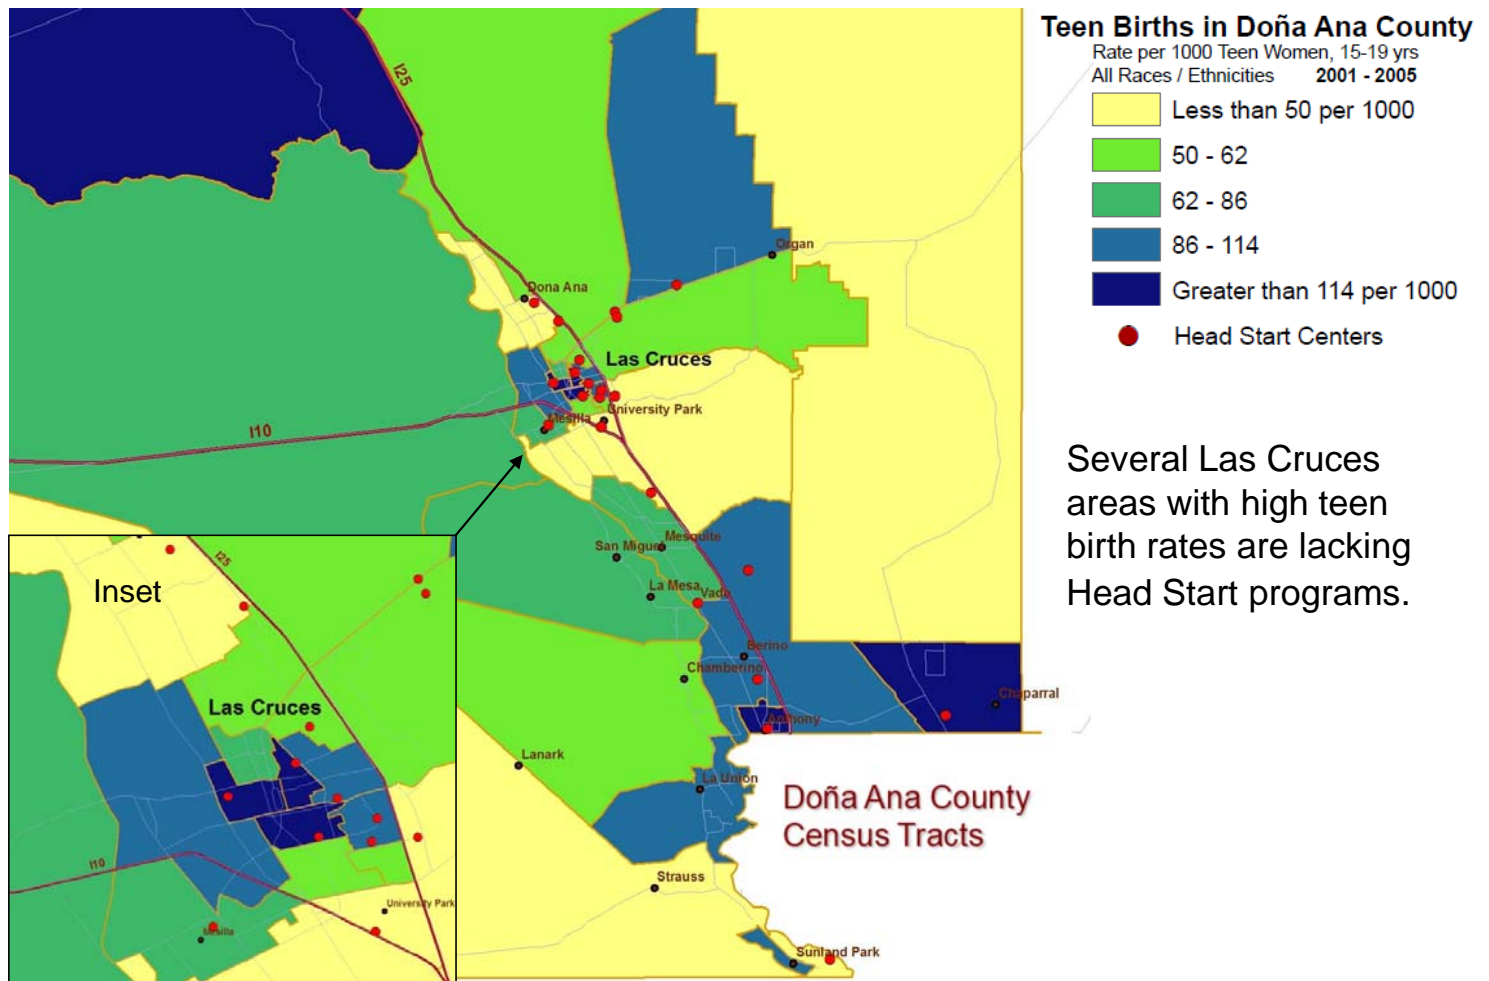 Teen Births in Doña Ana County
Rate per 1000 Teen Women, 15-19 yrs
All Races / Ethnicities 2001 - 2005
Less than 50 per 1000
50 - 62
62 - 86
86 - 114
Greater than 114 per 1000
Head Start Centers
I25
Organ
Dona Ana
Las Cruces
University Park
Mesilla
I10
Several Las Cruces
areas with high teen
birth rates are lacking
Head Start programs.
Mesquite
San Miguel
La Mesa
Vado
Berino
Chamberino
Chaparral
Anthony
Lanark
La Union
Doña Ana County
Census Tracts
Strauss
Sunland Park
Inset
I25
Las Cruces
I10
University Park
Mesilla